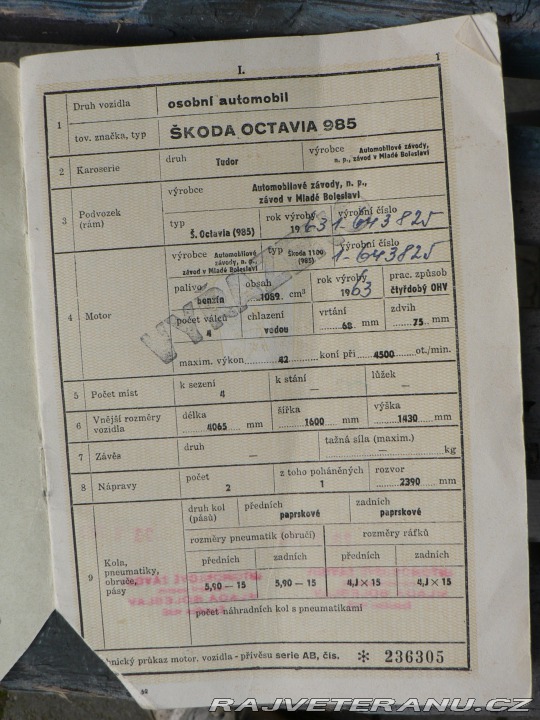 I.
1
1 Druh vozidla osobní automobil
tov. značka, typ ŠKODA OCTAVIA 985
2 Karoserie druh Tudor výrobce Automobilové závody,
n. p., závod v Mladé Boleslavi
3 Podvozek
(rám)
výrobce Automobilové závody, n. p.,
závod v Mladé Boleslavi
typ rok výroby výrobní číslo
Š. Octavia (985) 1963 1-643825
4 Motor
výrobce Automobilové
závody, n. p.
závod v Mladé Boleslavi
typ Škoda 1100
(985)
výrobní číslo
1-643825
palivo obsah rok výroby prac. způsob
benzín 1089 cm³ 1963 čtyřdobý OHV
počet válců chlazení vrtání zdvih
4 vodou 68 mm 75 mm
maxim. výkon 42 koní při 4500 ot./min.
VYŘAZENO
5 Počet míst k sezení k stání lůžek
4 — —
6 Vnější rozměry
vozidla
délka šířka výška
4065 mm 1600 mm 1430 mm
7 Závěs druh tažná síla (maxim.)
— — kg
8 Nápravy počet z toho poháněných rozvor
2 1 2390 mm
9 Kola,
pneumatiky,
obruče,
pásy
druh kol
(pásů)
předních zadních
paprskové paprskové
rozměry pneumatik (obručí) rozměry ráfků
předních zadních předních zadních
5,90 — 15 5,90 — 15 4J × 15 4J × 15
počet náhradních kol s pneumatikami
průkaz motor. vozidla - přívěsu serie AB, čís. ✻ 236305
RAJVETERANU.CZ